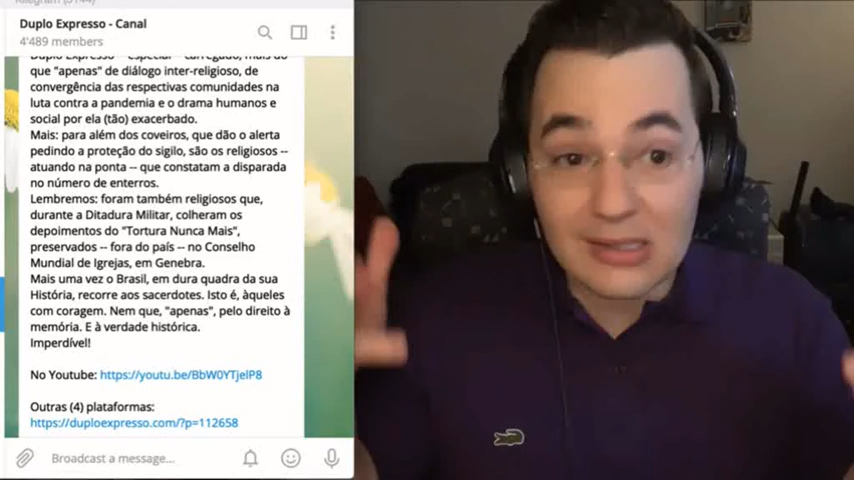 Duplo Expresso - Canal
4'489 members
que "apenas" de diálogo inter-religioso, de
convergência das respectivas comunidades na
luta contra a pandemia e o drama humanos e
social por ela (tão) exacerbado.
Mais: para além dos coveiros, que dão o alerta
pedindo a proteção do sigilo, são os religiosos --
atuando na ponta -- que constatam a disparada
no número de enterros.
Lembremos: foram também religiosos que,
durante a Ditadura Militar, colheram os
depoimentos do "Tortura Nunca Mais",
preservados -- fora do país -- no Conselho
Mundial de Igrejas, em Genebra.
Mais uma vez o Brasil, em dura quadra da sua
História, recorre aos sacerdotes. Isto é, àqueles
com coragem. Nem que, "apenas", pelo direito à
memória. E à verdade histórica.
Imperdível!
No Youtube: https://youtu.be/BbW0YTjelP8
Outras (4) plataformas:
https://duploexpresso.com/?p=112658
Broadcast a message...